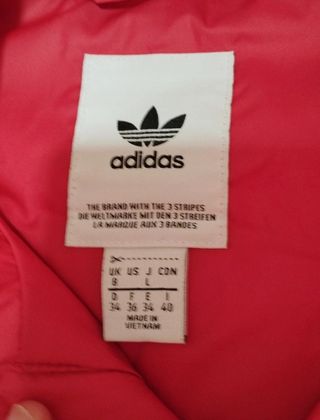 adidas
THE BRAND WITH THE 3 STRIPES
DIE WELTMARKE MIT DEN 3 STREIFEN
LA MARQUE AUX 3 BANDES
UK US J CDN
8 L
D F E I
34 36 34 40
MADE IN
VIETNAM